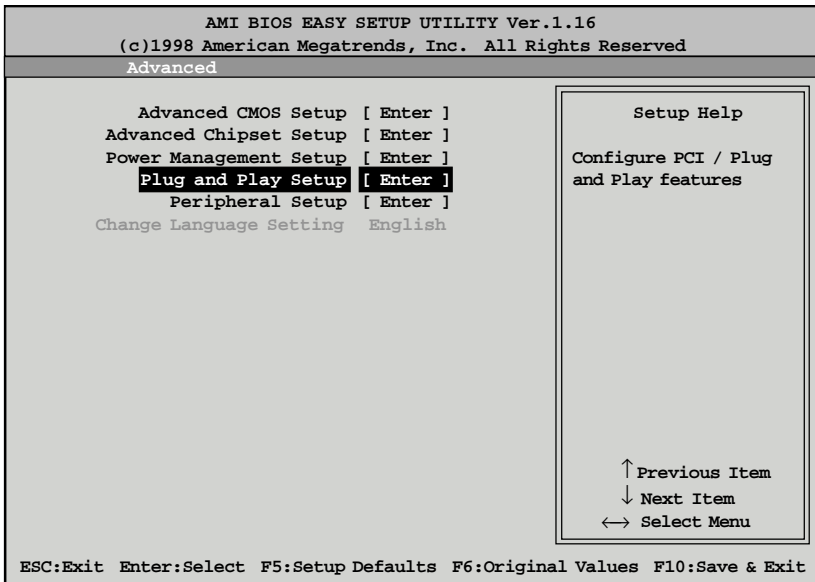 AMI BIOS EASY SETUP UTILITY Ver.1.16
(c)1998 American Megatrends, Inc. All Rights Reserved
Advanced
Advanced CMOS Setup [ Enter ]
Advanced Chipset Setup [ Enter ]
Power Management Setup [ Enter ]
Plug and Play Setup [ Enter ]
Peripheral Setup [ Enter ]
Change Language Setting English
Setup Help
Configure PCI / Plug
and Play features
↑ Previous Item
↓ Next Item
↔ Select Menu
ESC:Exit Enter:Select F5:Setup Defaults F6:Original Values F10:Save & Exit